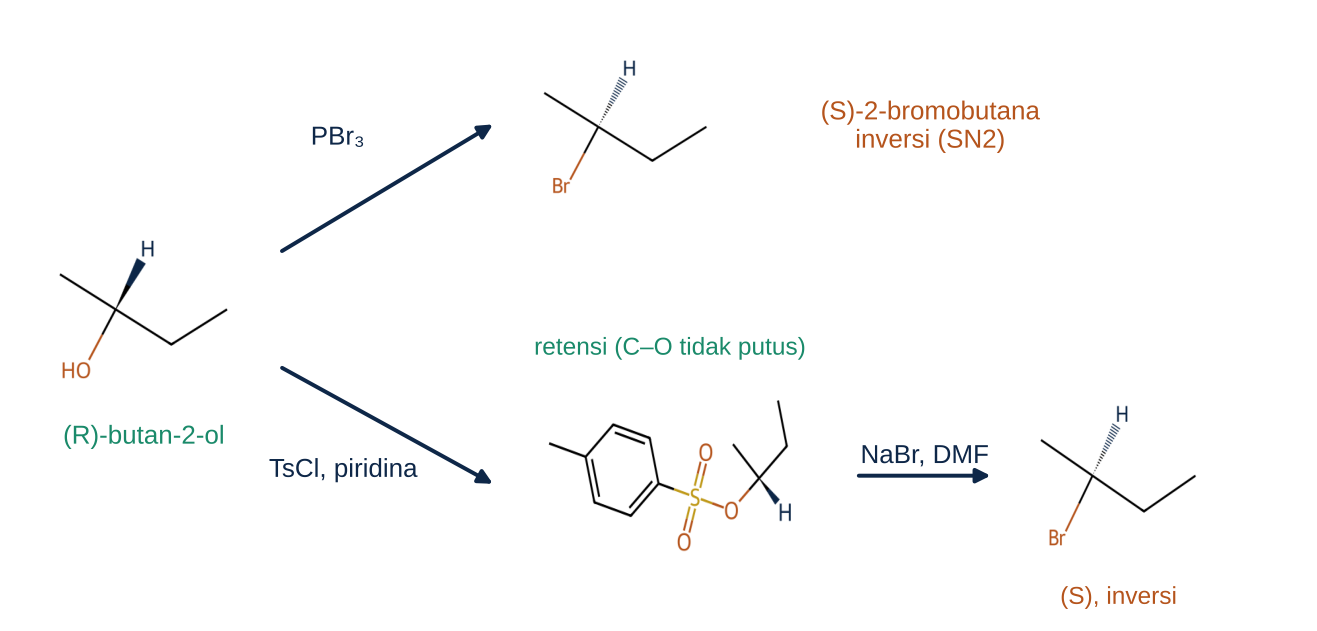 H
PBr₃
Br
(S)-2-bromobutana
inversi (SN2)
H
HO
(R)-butan-2-ol
TsCl, piridina
retensi (C–O tidak putus)
O
S
O
O
H
NaBr, DMF
H
Br
(S), inversi